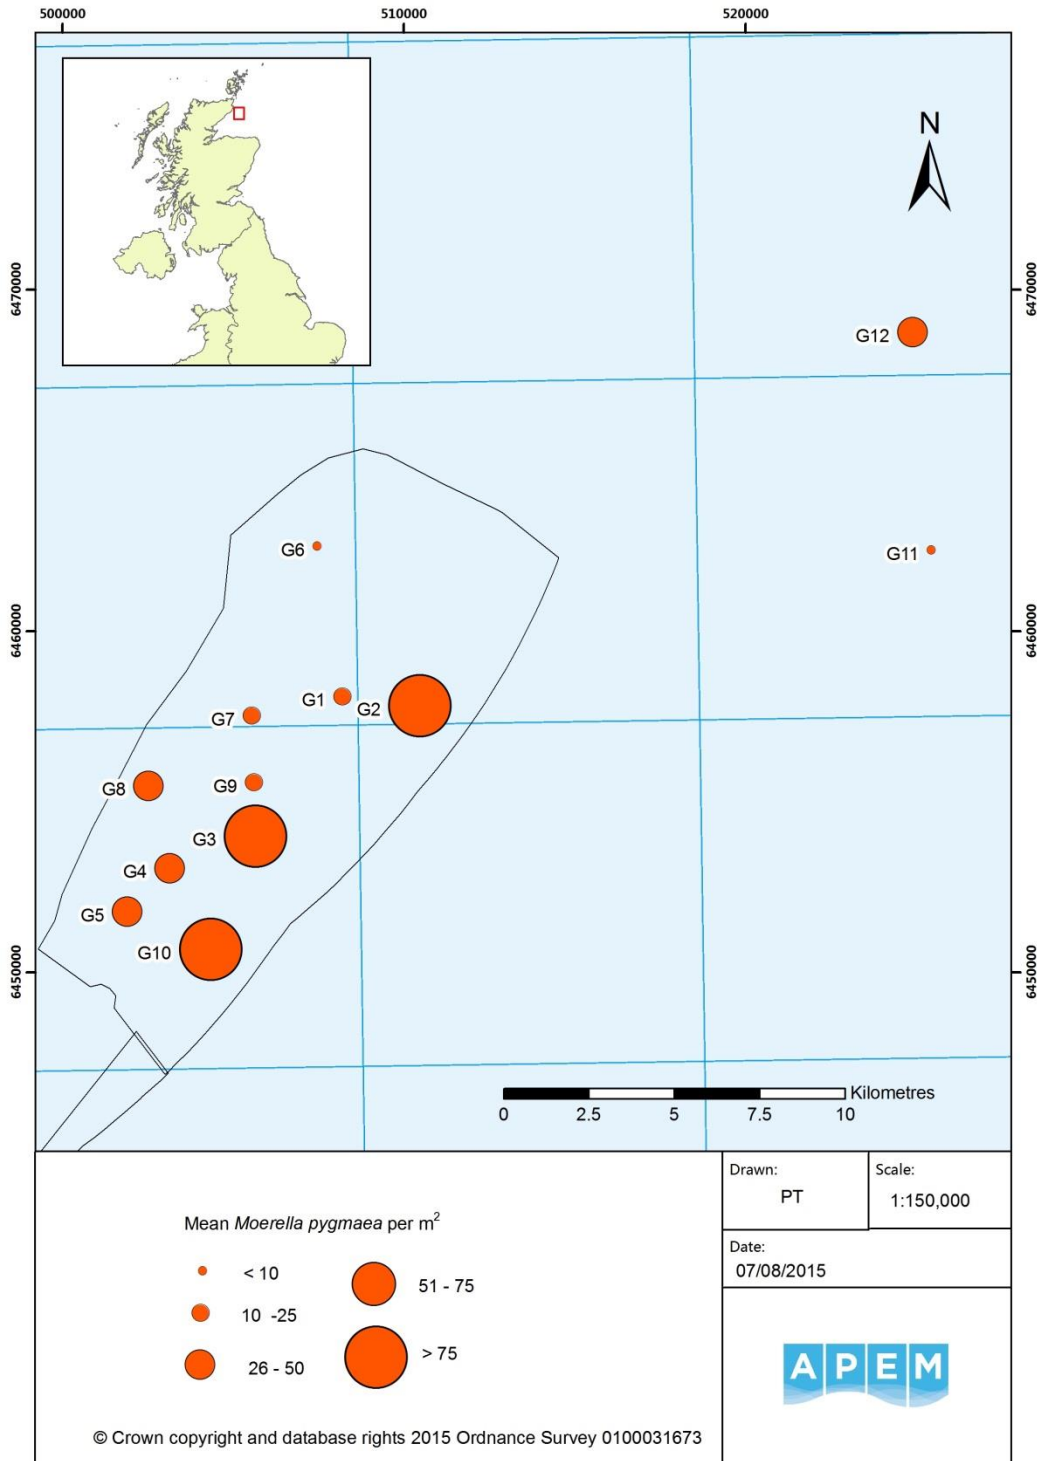 500000 510000 520000
N
6470000 6470000
G12
G6
G11
6460000 6460000
G1
G2
G7
G8
G9
G3
G4
G5
G10
6450000 6450000
Kilometres
0 2.5 5 7.5 10
Drawn:
PT
Scale:
1:150,000
Mean Moerella pygmaea per m²
Date:
07/08/2015
< 10
51 - 75
10 -25
> 75
26 - 50
APEM
© Crown copyright and database rights 2015 Ordnance Survey 0100031673